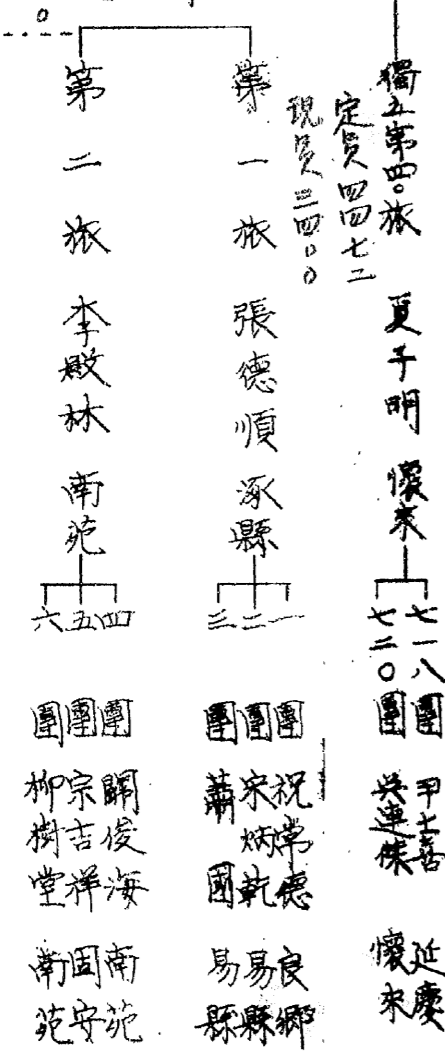 獨立第四〇旅 夏子明 懷來
定員四四七二
現員三四〇〇
七一八團 甲士善 延慶
七二〇團 吳連傑 懷來
第一旅 張德順 涿縣
一團 祝常德 良鄉
二團 宋炳乾 易縣
三團 蕭國 易縣
第二旅 李殿林 南苑
四團 關俊海 南苑
五團 宗吉祥 固安
六團 柳樹堂 南苑